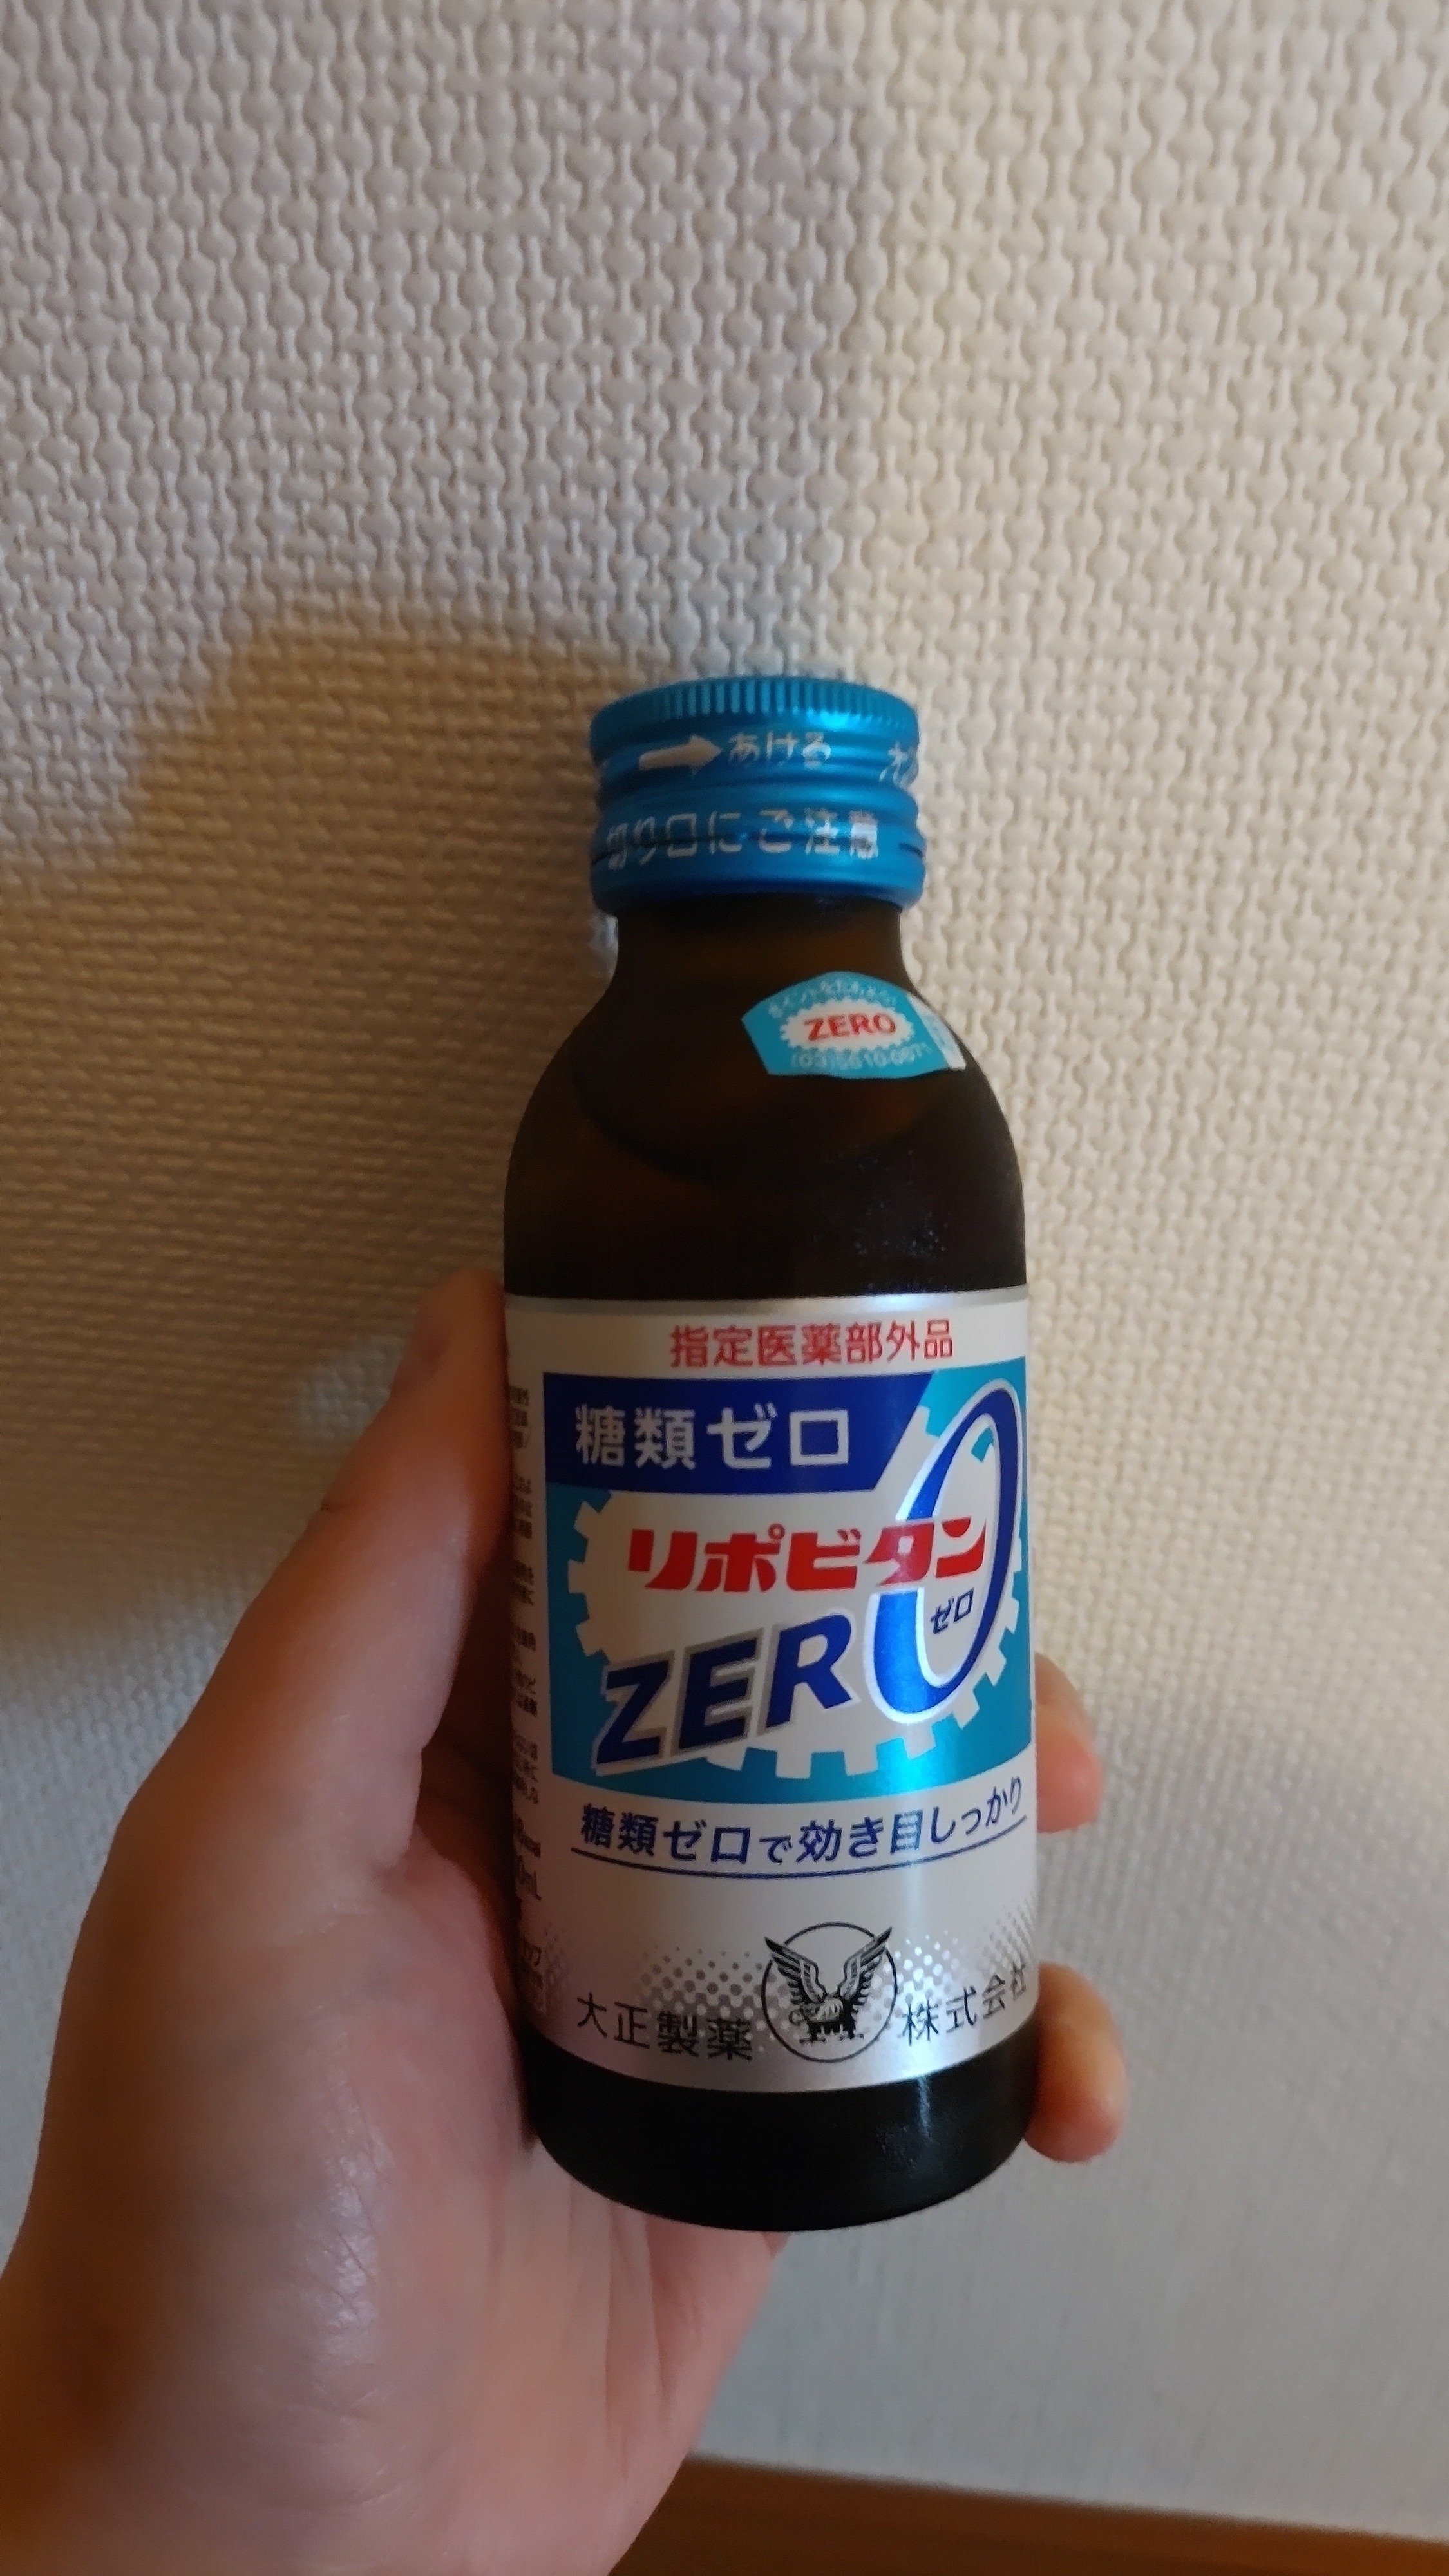 あける
切り口にご注意
ZERO
指定医薬部外品
糖類ゼロ
リポビタン
ZERO
ゼロ
糖類ゼロで効き目しっかり
大正製薬 株式会社